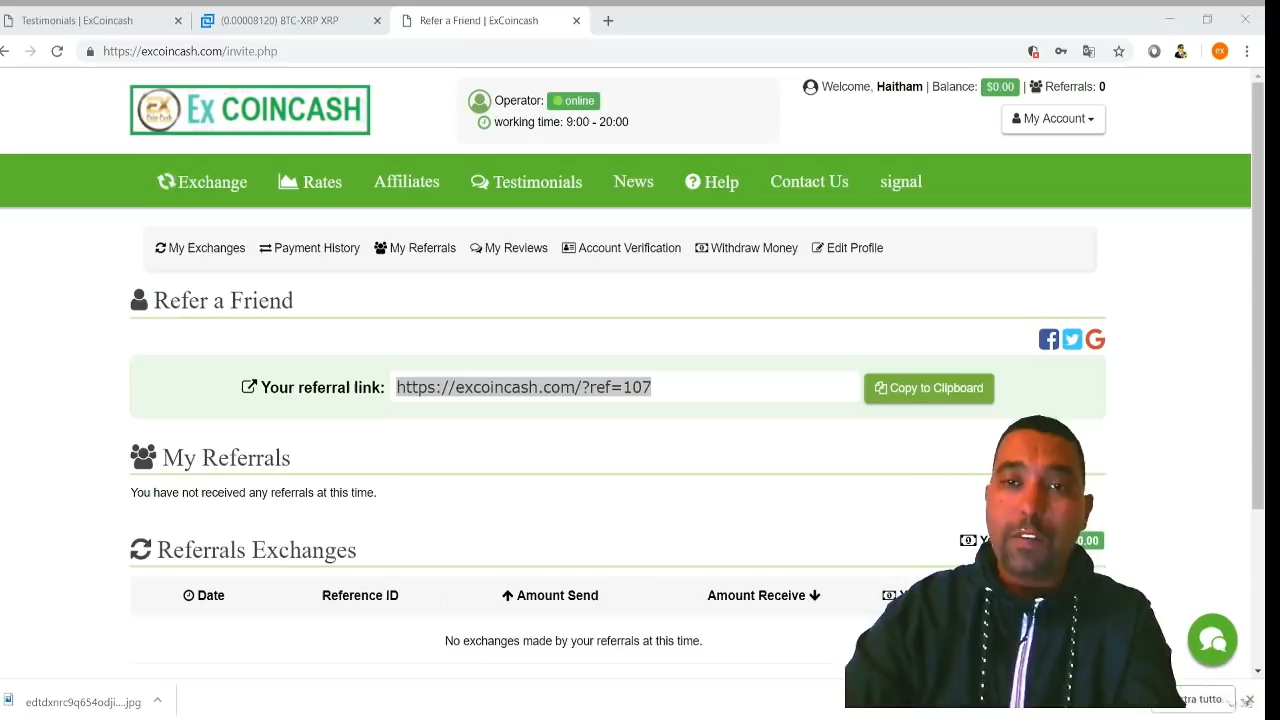 Testimonials | ExCoincash
(0.00008120) BTC-XRP XRP
Refer a Friend | ExCoincash
https://excoincash.com/invite.php
ex
EX
Coin Cash
Ex COINCASH
Operator: online
working time: 9:00 - 20:00
Welcome, Haitham | Balance: $0.00 | Referrals: 0
My Account
Exchange Rates Affiliates Testimonials News Help Contact Us signal
My Exchanges Payment History My Referrals My Reviews Account Verification Withdraw Money Edit Profile
Refer a Friend
Your referral link: https://excoincash.com/?ref=107 Copy to Clipboard
My Referrals
You have not received any referrals at this time.
Referrals Exchanges
Date Reference ID Amount Send Amount Receive
No exchanges made by your referrals at this time.
edtdxnrc9q654odji....jpg
tutto